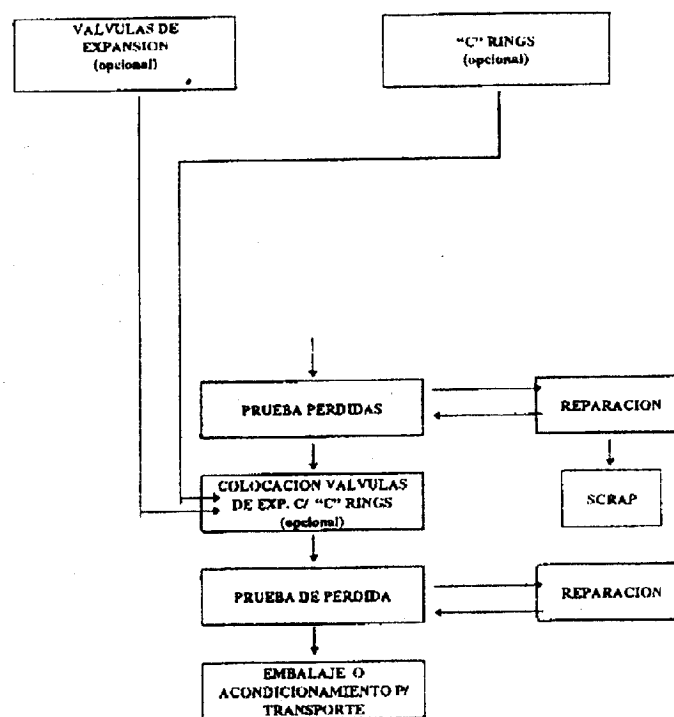 VALVULAS DE
EXPANSION
(opcional)
"C" RINGS
(opcional)
PRUEBA PERDIDAS
REPARACION
COLOCACION VALVULAS
DE EXP. C/ "C" RINGS
(opcional)
SCRAP
PRUEBA DE PERDIDA
REPARACION
EMBALAJE O
ACONDICIONAMIENTO P/
TRANSPORTE